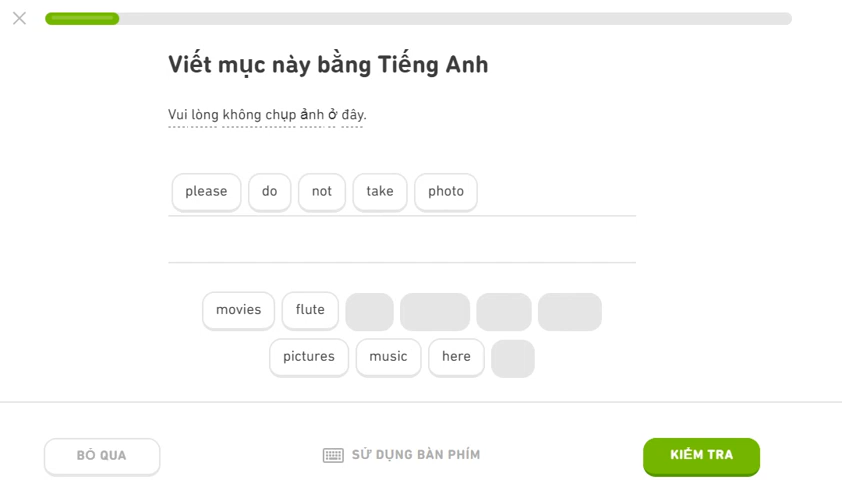 Viết mục này bằng Tiếng Anh
Vui lòng không chụp ảnh ở đây.
please do not take photo
movies flute
pictures music here
BỎ QUA SỬ DỤNG BÀN PHÍM KIỂM TRA